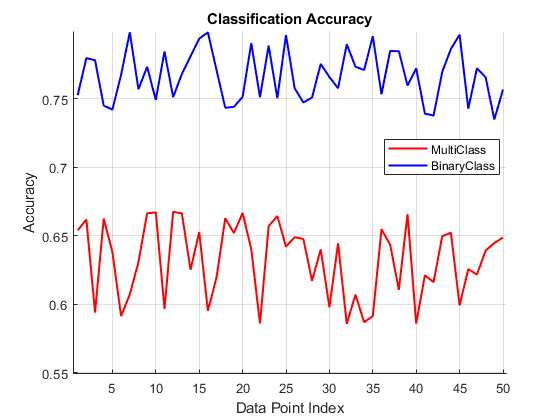 Classification Accuracy
Accuracy
0.75
0.7
0.65
0.6
0.55
MultiClass
BinaryClass
5 10 15 20 25 30 35 40 45 50
Data Point Index